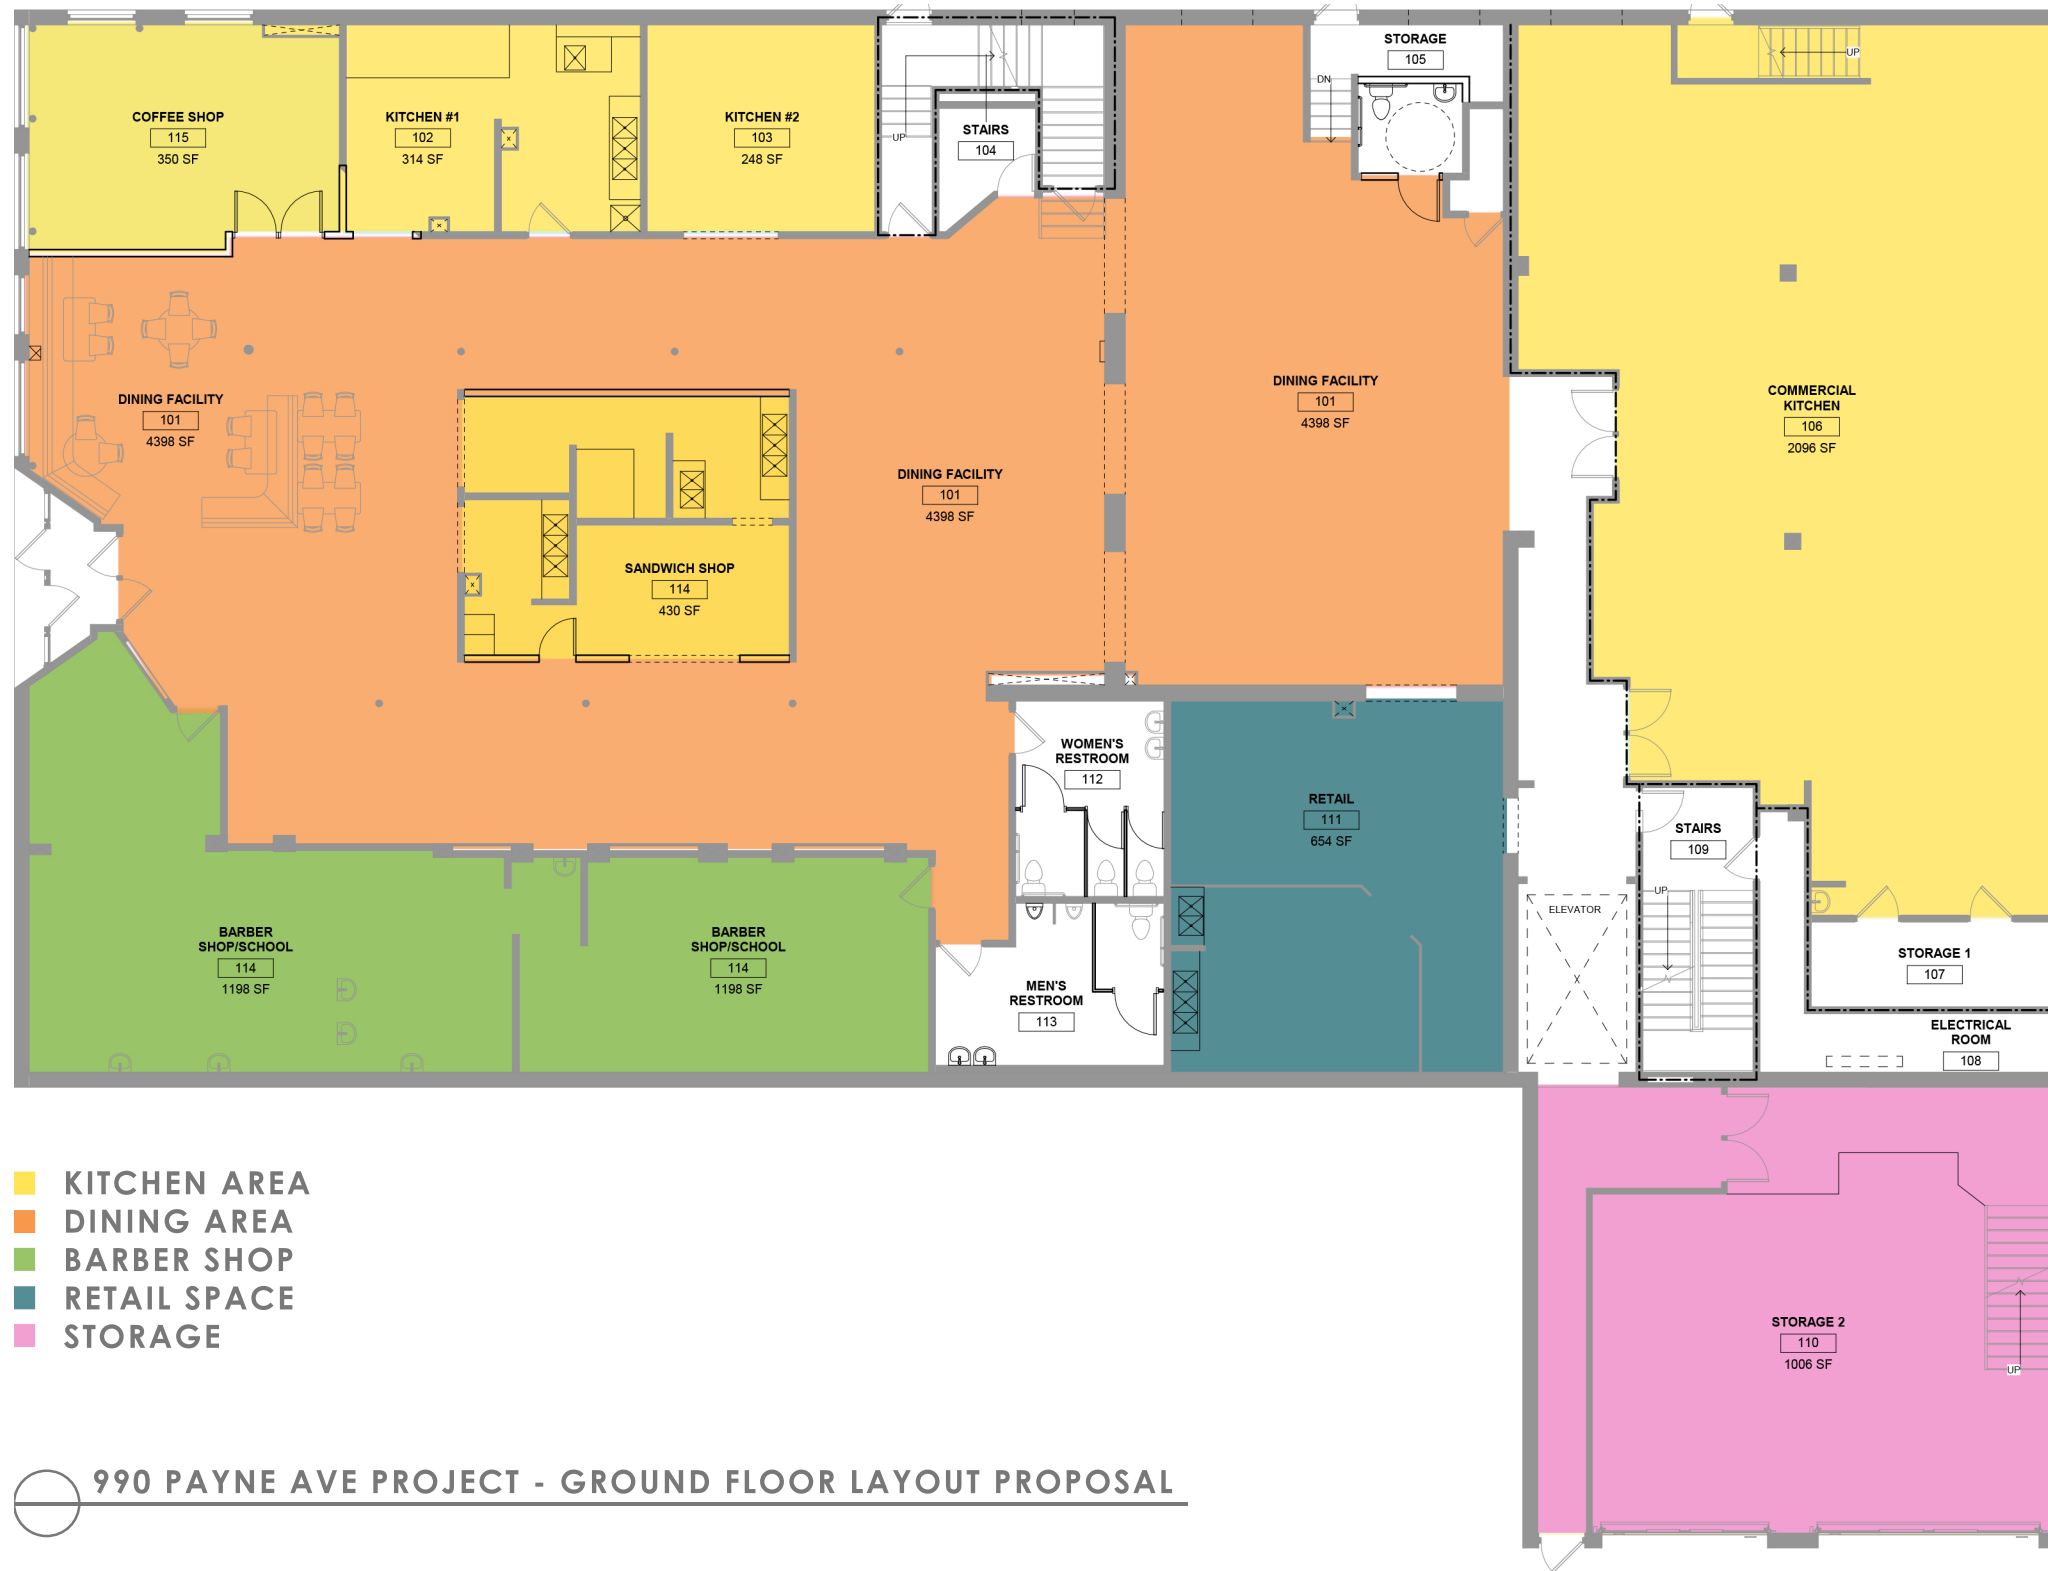 STORAGE
105
UP
DN
COFFEE SHOP
115
350 SF
KITCHEN #1
102
314 SF
KITCHEN #2
103
248 SF
UP
STAIRS
104
DINING FACILITY
101
4398 SF
DINING FACILITY
101
4398 SF
COMMERCIAL
KITCHEN
106
2096 SF
DINING FACILITY
101
4398 SF
SANDWICH SHOP
114
430 SF
WOMEN'S
RESTROOM
112
RETAIL
111
654 SF
STAIRS
109
UP
ELEVATOR
BARBER
SHOP/SCHOOL
114
1198 SF
BARBER
SHOP/SCHOOL
114
1198 SF
STORAGE 1
107
MEN'S
RESTROOM
113
ELECTRICAL
ROOM
108
KITCHEN AREA
DINING AREA
BARBER SHOP
RETAIL SPACE
STORAGE
STORAGE 2
110
1006 SF
UP
990 PAYNE AVE PROJECT - GROUND FLOOR LAYOUT PROPOSAL